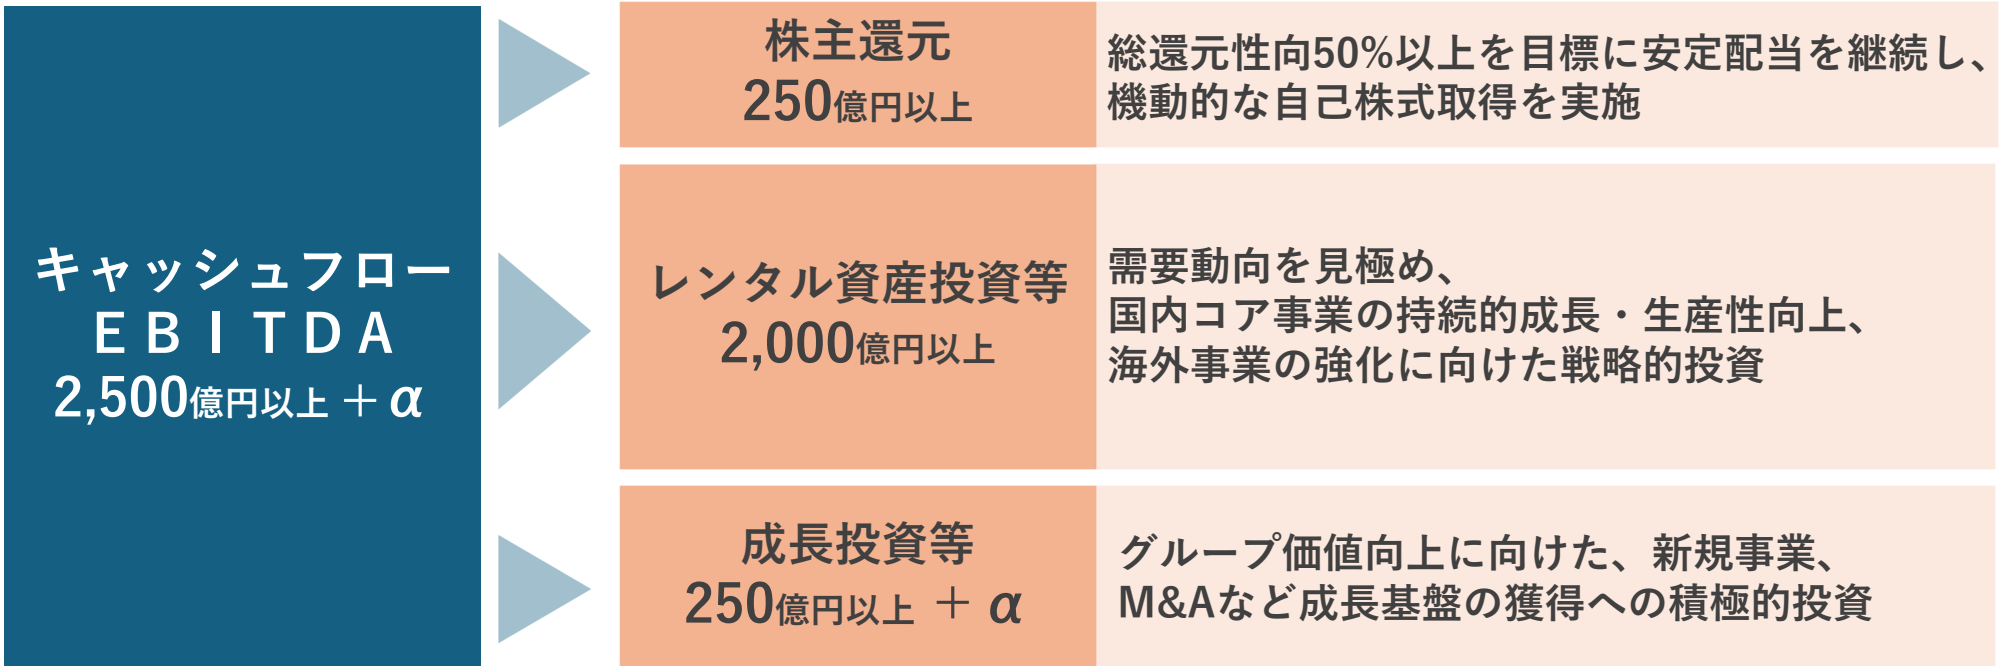 キャッシュフロー
ＥＢＩＴＤＡ
2,500億円以上＋α
株主還元
250億円以上
総還元性向50%以上を目標に安定配当を継続し、
機動的な自己株式取得を実施
レンタル資産投資等
2,000億円以上
需要動向を見極め、
国内コア事業の持続的成長・生産性向上、
海外事業の強化に向けた戦略的投資
成長投資等
250億円以上 ＋ α
グループ価値向上に向けた、新規事業、
M&Aなど成長基盤の獲得への積極的投資